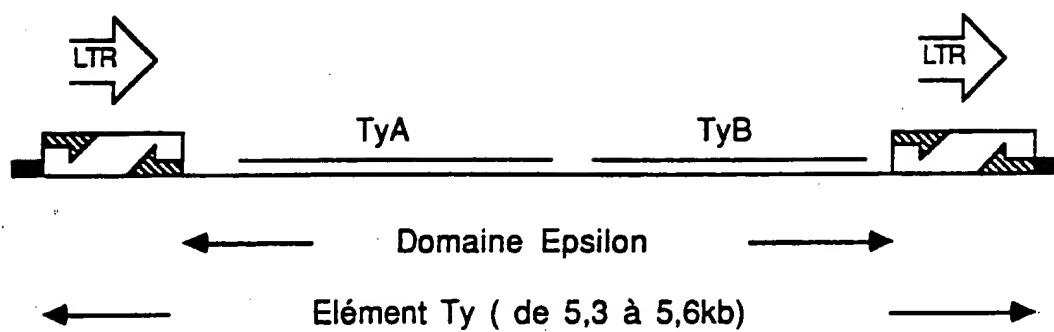 LTR LTR
TyA TyB
Domaine Epsilon
Elément Ty ( de 5,3 à 5,6kb)